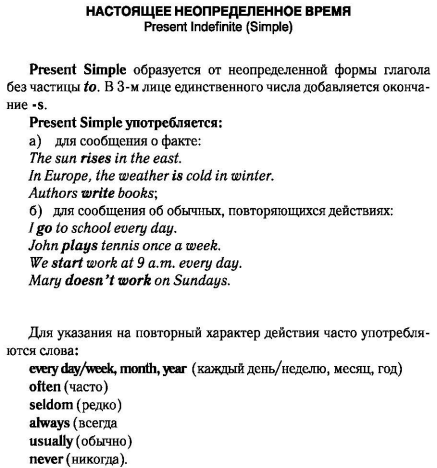 НАСТОЯЩЕЕ НЕОПРЕДЕЛЕННОЕ ВРЕМЯ
Present Indefinite (Simple)
Present Simple образуется от неопределенной формы глагола
без частицы to. В 3-м лице единственного числа добавляется оконча-
ние -s.
Present Simple употребляется:
а) для сообщения о факте:
The sun rises in the east.
In Europe, the weather is cold in winter.
Authors write books;
б) для сообщения об обычных, повторяющихся действиях:
I go to school every day.
John plays tennis once a week.
We start work at 9 a.m. every day.
Mary doesn't work on Sundays.
Для указания на повторный характер действия часто употребля-
ются слова:
every day/week, month, year (каждый день/неделю, месяц, год)
often (часто)
seldom (редко)
always (всегда
usually (обычно)
never (никогда).